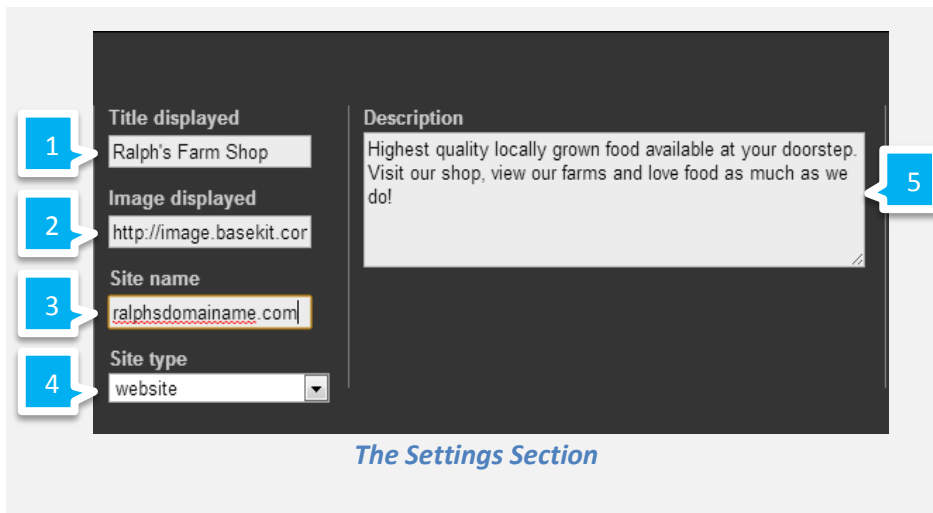 1
Title displayed
Ralph's Farm Shop
2
Image displayed
http://image.basekit.cor
3
Site name
ralphsdomainame.com
4
Site type
website
Description
Highest quality locally grown food available at your doorstep.
Visit our shop, view our farms and love food as much as we
do!
5
The Settings Section